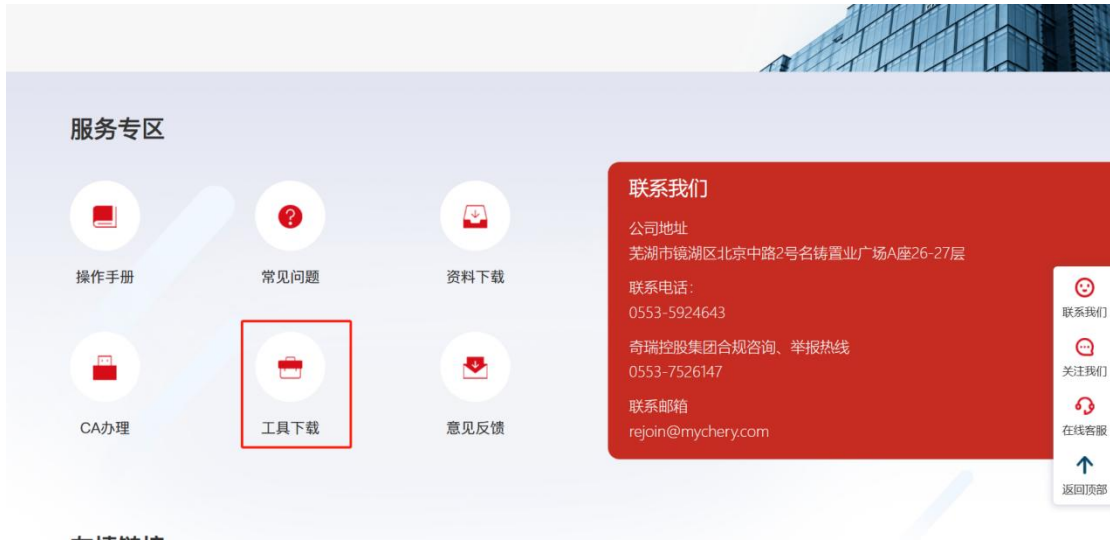 服务专区
操作手册
常见问题
资料下载
CA办理
工具下载
意见反馈
联系我们
公司地址
芜湖市镜湖区北京中路2号名铸置业广场A座26-27层
联系电话：
0553-5924643
奇瑞控股集团合规咨询、举报热线
0553-7526147
联系邮箱
rejoin@mychery.com
联系我们
关注我们
在线客服
返回顶部